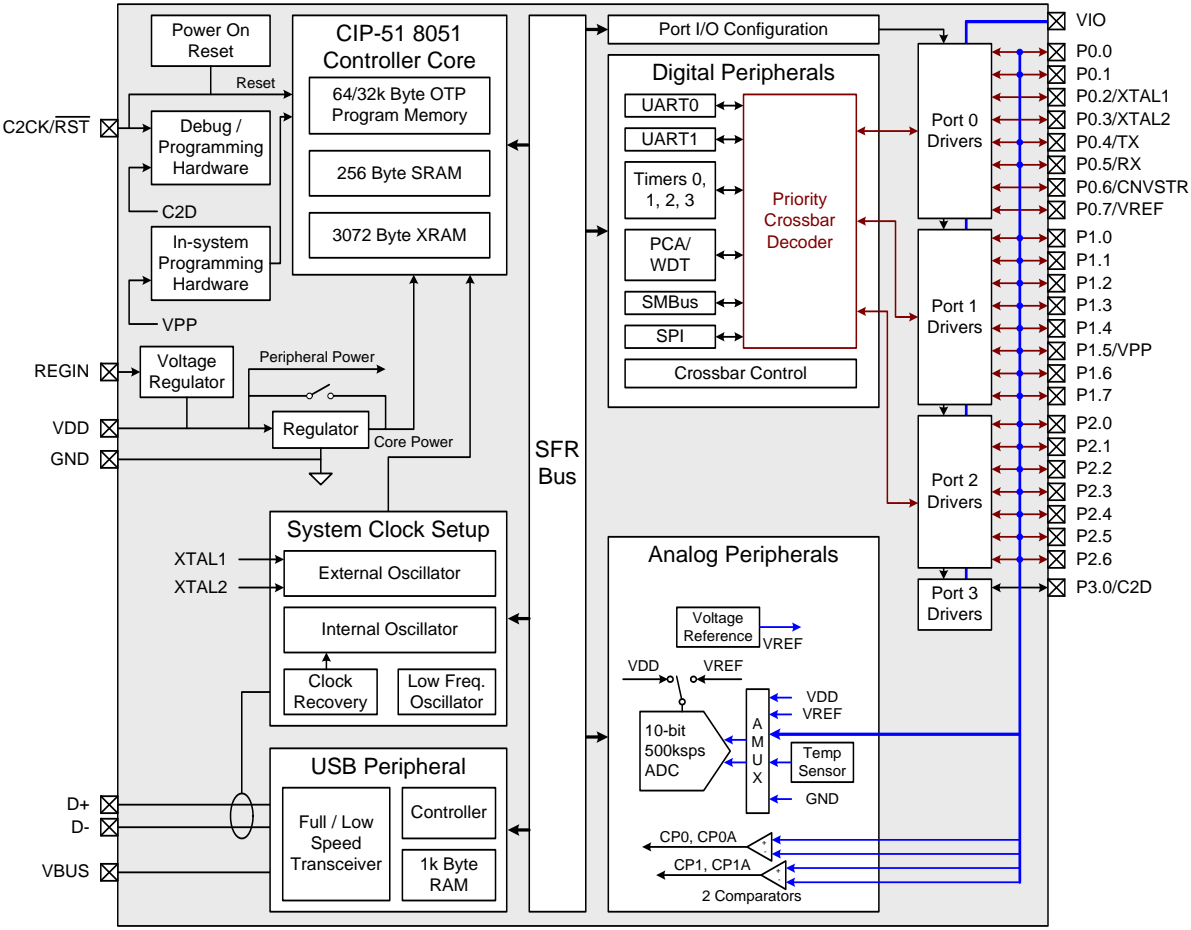 Power On
Reset
Reset
C2CK/RST
Debug /
Programming
Hardware
C2D
In-system
Programming
Hardware
VPP
CIP-51 8051
Controller Core
64/32k Byte OTP
Program Memory
256 Byte SRAM
3072 Byte XRAM
REGIN
Voltage
Regulator
Peripheral Power
VDD
Regulator
Core Power
GND
System Clock Setup
XTAL1
XTAL2
External Oscillator
Internal Oscillator
Clock
Recovery
Low Freq.
Oscillator
USB Peripheral
D+
D-
VBUS
Full / Low
Speed
Transceiver
Controller
1k Byte
RAM
SFR
Bus
Port I/O Configuration
Digital Peripherals
UART0
UART1
Timers 0,
1, 2, 3
PCA/
WDT
SMBus
SPI
Priority
Crossbar
Decoder
Crossbar Control
Analog Peripherals
Voltage
Reference
VREF
VDD
VREF
10-bit
500ksps
ADC
A
M
U
X
VDD
VREF
Temp
Sensor
GND
CP0, CP0A
+
-
CP1, CP1A
+
-
2 Comparators
Port 0
Drivers
Port 1
Drivers
Port 2
Drivers
Port 3
Drivers
VIO
P0.0
P0.1
P0.2/XTAL1
P0.3/XTAL2
P0.4/TX
P0.5/RX
P0.6/CNVSTR
P0.7/VREF
P1.0
P1.1
P1.2
P1.3
P1.4
P1.5/VPP
P1.6
P1.7
P2.0
P2.1
P2.2
P2.3
P2.4
P2.5
P2.6
P3.0/C2D